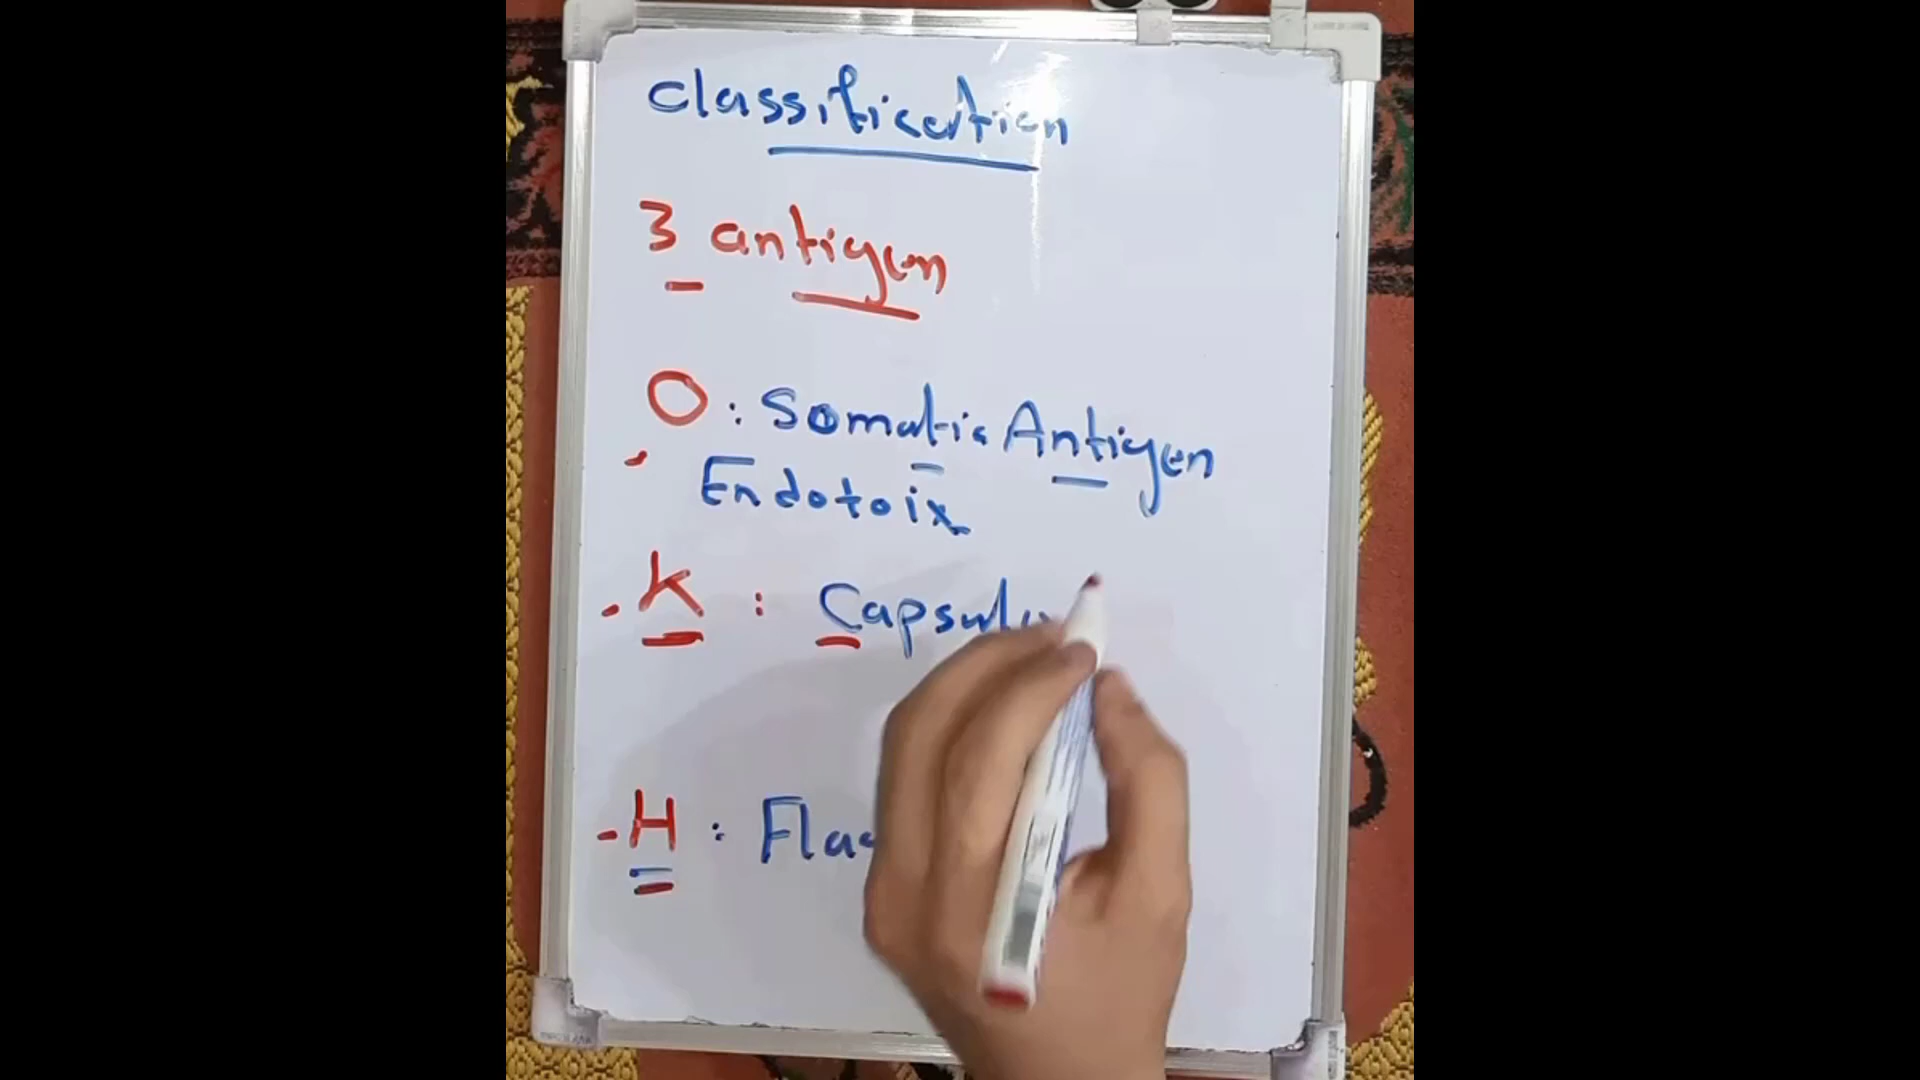 classification
3 antigen
O : Somatic Antigen
Endotoix
- K : Capsul
- H : Fla